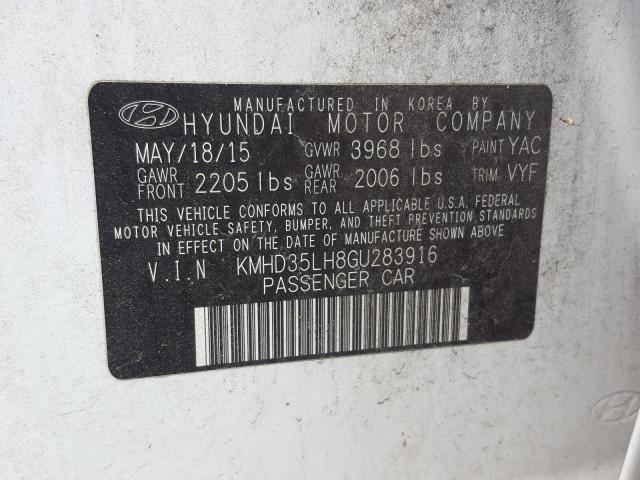 MANUFACTURED IN KOREA BY
HYUNDAI MOTOR COMPANY
MAY/18/15 GVWR 3968 lbs PAINT YAC
GAWR FRONT 2205 lbs GAWR REAR 2006 lbs TRIM VYF
THIS VEHICLE CONFORMS TO ALL APPLICABLE U.S.A. FEDERAL
MOTOR VEHICLE SAFETY, BUMPER, AND THEFT PREVENTION STANDARDS
IN EFFECT ON THE DATE OF MANUFACTURE SHOWN ABOVE
V.I.N KMHD35LH8GU283916
PASSENGER CAR